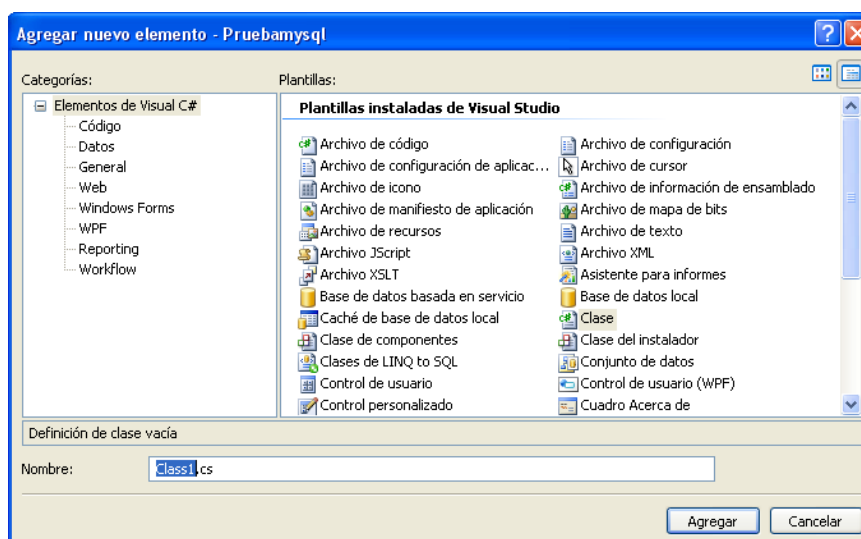 Agregar nuevo elemento - Pruebamysql
Categorías:
Plantillas:
Elementos de Visual C#
Código
Datos
General
Web
Windows Forms
WPF
Reporting
Workflow
Plantillas instaladas de Visual Studio
Archivo de código
Archivo de configuración
Archivo de configuración de aplicac...
Archivo de cursor
Archivo de icono
Archivo de información de ensamblado
Archivo de manifiesto de aplicación
Archivo de mapa de bits
Archivo de recursos
Archivo de texto
Archivo JScript
Archivo XML
Archivo XSLT
Asistente para informes
Base de datos basada en servicio
Base de datos local
Caché de base de datos local
Clase
Clase de componentes
Clase del instalador
Clases de LINQ to SQL
Conjunto de datos
Control de usuario
Control de usuario (WPF)
Control personalizado
Cuadro Acerca de
Definición de clase vacía
Nombre:
Class1.cs
Agregar
Cancelar